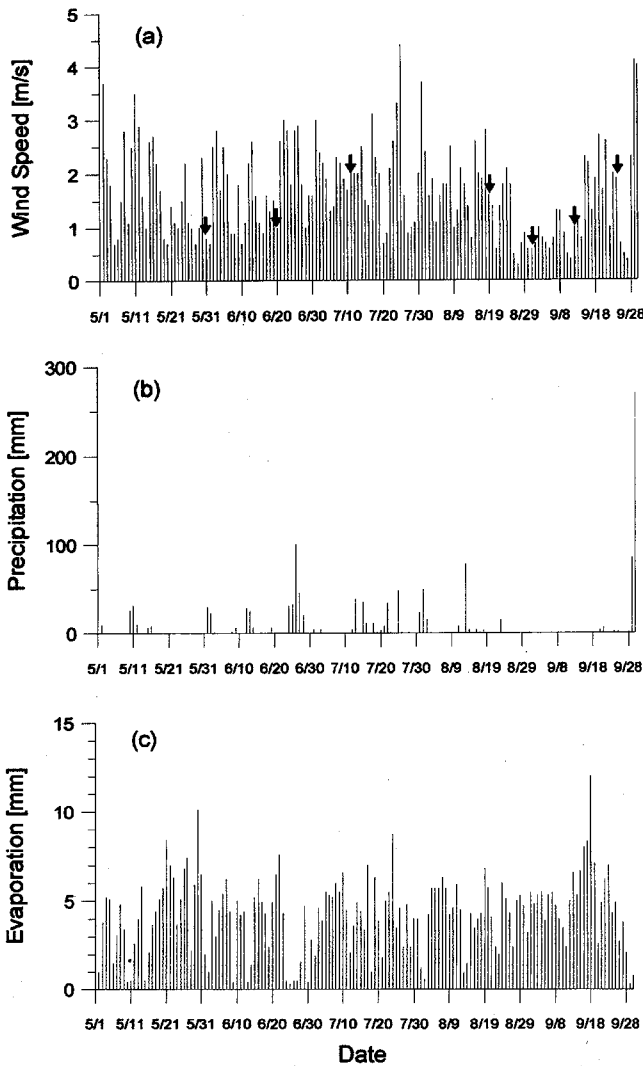 (a)
Wind Speed [m/s]
5
4
3
2
1
0
5/1 5/11 5/21 5/31 6/10 6/20 6/30 7/10 7/20 7/30 8/9 8/19 8/29 9/8 9/18 9/28
(b)
Precipitation [mm]
300
200
100
0
5/1 5/11 5/21 5/31 6/10 6/20 6/30 7/10 7/20 7/30 8/9 8/19 8/29 9/8 9/18 9/28
(c)
Evaporation [mm]
15
10
5
0
5/1 5/11 5/21 5/31 6/10 6/20 6/30 7/10 7/20 7/30 8/9 8/19 8/29 9/8 9/18 9/28
Date